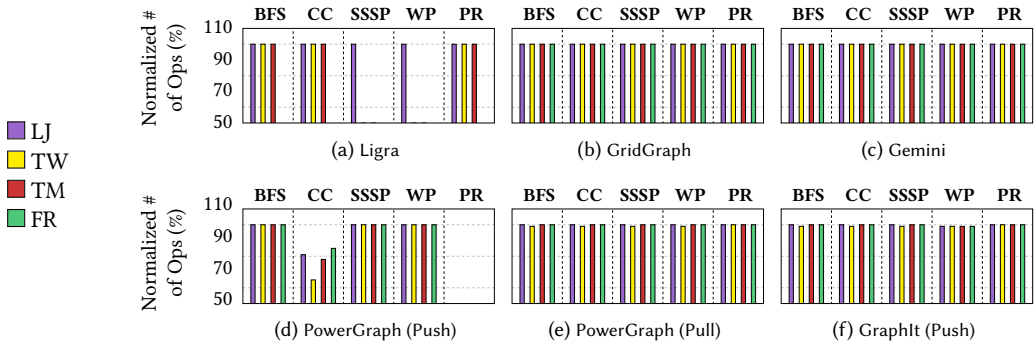 BFS CC SSSP WP PR
BFS CC SSSP WP PR
BFS CC SSSP WP PR
Normalized #
of Ops (%)
110
90
70
50
(a) Ligra
(b) GridGraph
(c) Gemini
LJ
TW
TM
FR
BFS CC SSSP WP PR
BFS CC SSSP WP PR
BFS CC SSSP WP PR
Normalized #
of Ops (%)
110
90
70
50
(d) PowerGraph (Push)
(e) PowerGraph (Pull)
(f) GraphIt (Push)